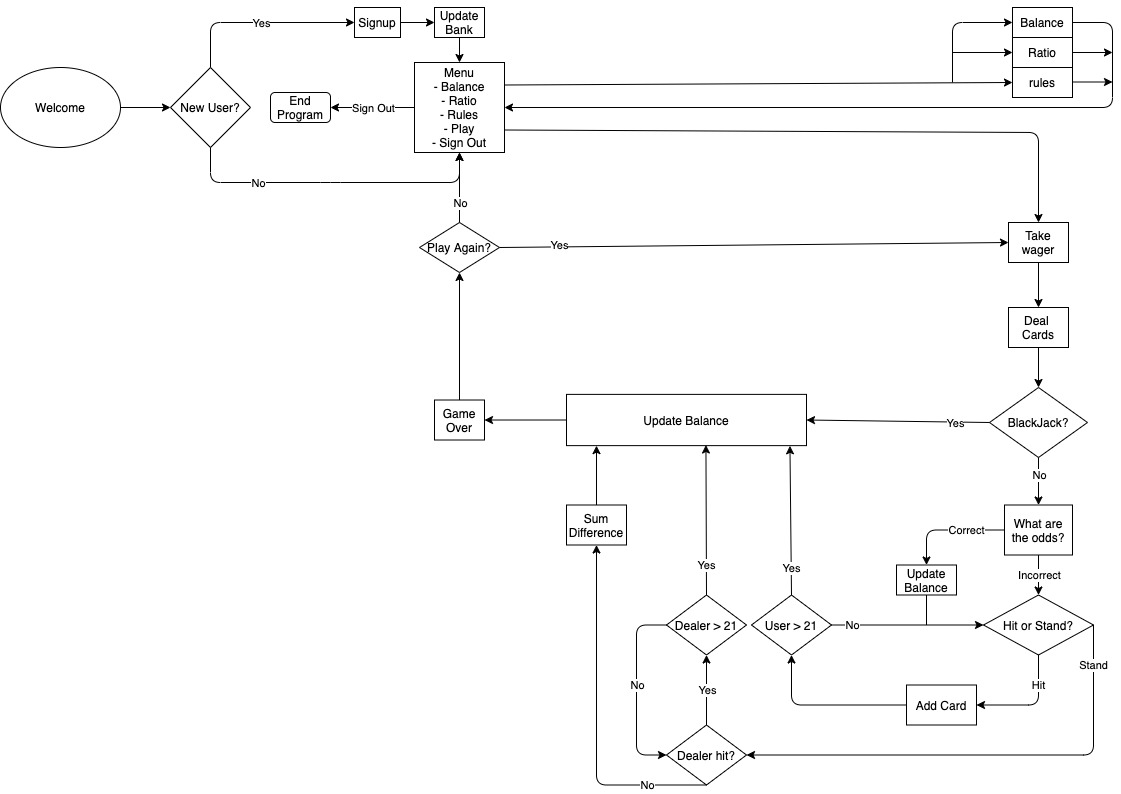 Yes
Signup
Update
Bank
Balance
Ratio
rules
Welcome
New User?
End
Program
Sign Out
Menu
- Balance
- Ratio
- Rules
- Play
- Sign Out
No
No
Play Again?
Yes
Take
wager
Deal
Cards
Game
Over
Update Balance
Yes
BlackJack?
No
Sum
Difference
Correct
What are
the odds?
Yes
Yes
Update
Balance
Incorrect
Dealer > 21
User > 21
No
Hit or Stand?
Stand
No
Yes
Hit
Add Card
Dealer hit?
No